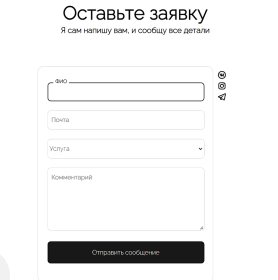 Оставьте заявку
Я сам напишу вам, и сообщу все детали
ФИО
Почта
Услуга
Комментарий
Отправить сообщение